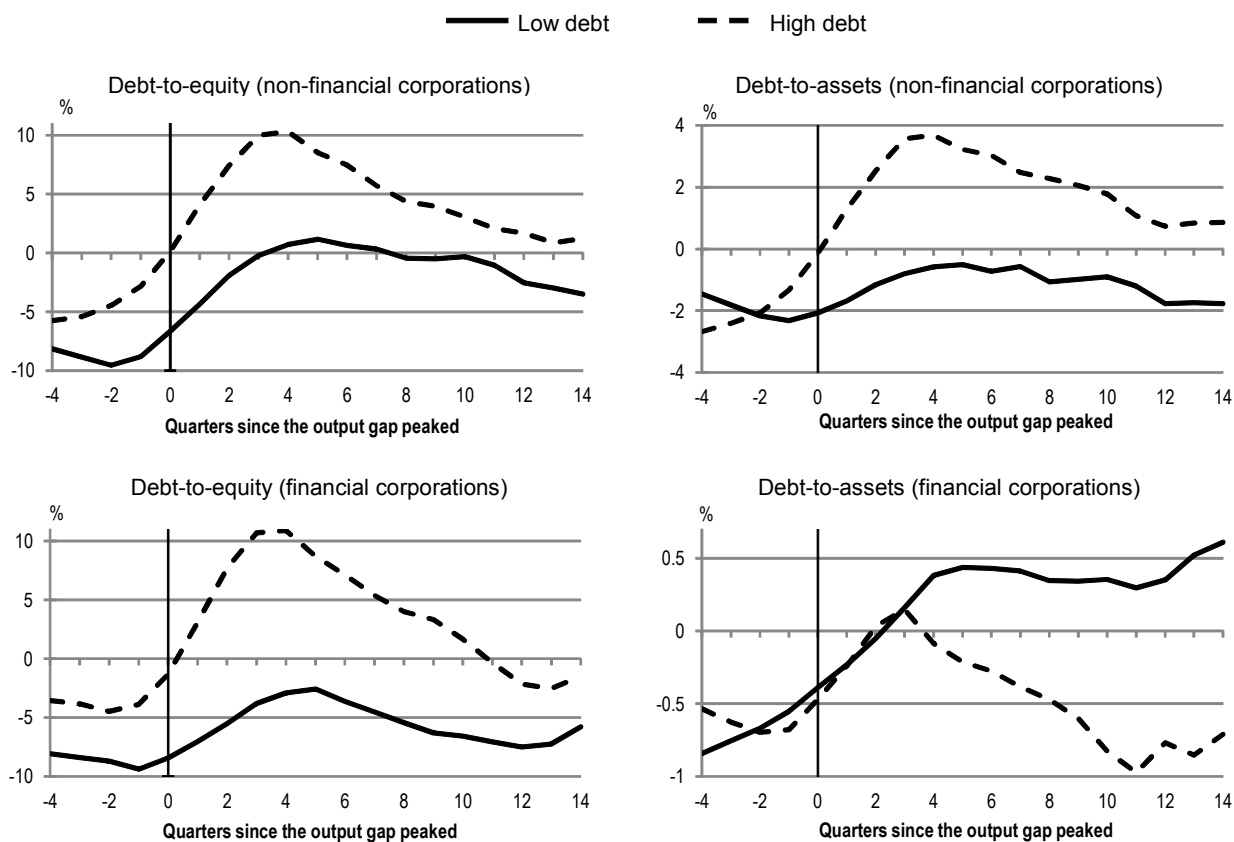 Low debt High debt
Debt-to-equity (non-financial corporations)
%
10
5
0
-5
-10
-4 -2 0 2 4 6 8 10 12 14
Quarters since the output gap peaked
Debt-to-assets (non-financial corporations)
%
4
2
0
-2
-4
-4 -2 0 2 4 6 8 10 12 14
Quarters since the output gap peaked
Debt-to-equity (financial corporations)
%
10
5
0
-5
-10
-4 -2 0 2 4 6 8 10 12 14
Quarters since the output gap peaked
Debt-to-assets (financial corporations)
%
0.5
0
-0.5
-1
-4 -2 0 2 4 6 8 10 12 14
Quarters since the output gap peaked